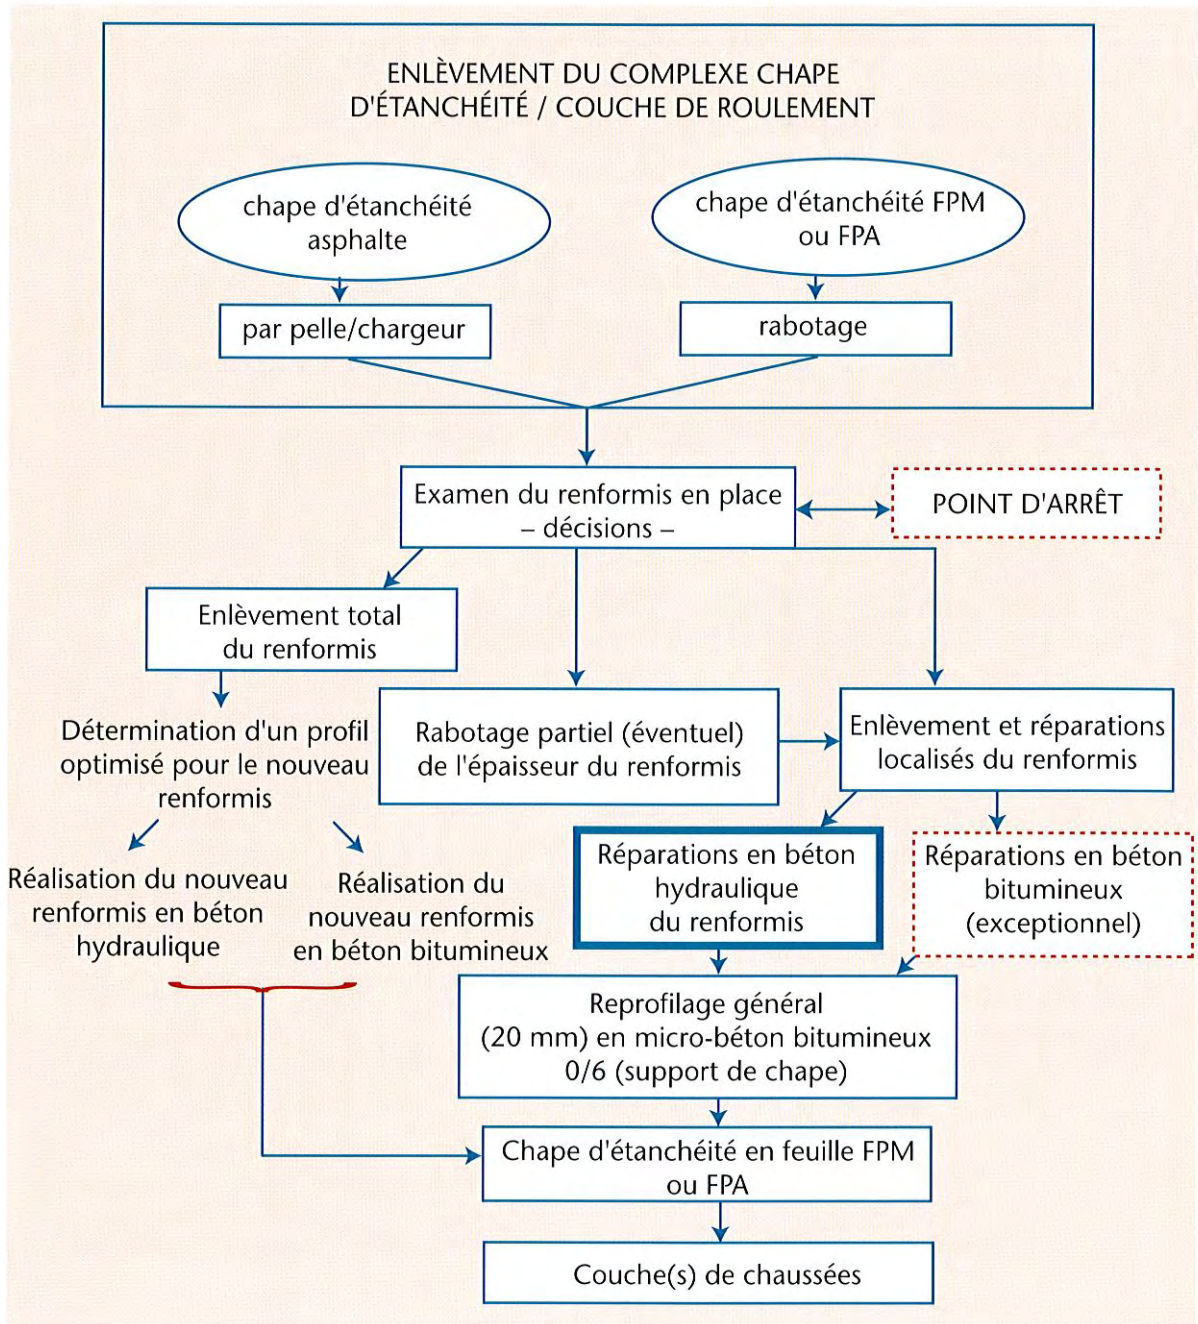 ENLÈVEMENT DU COMPLEXE CHAPE
D'ÉTANCHÉITÉ / COUCHE DE ROULEMENT
chape d'étanchéité
asphalte
chape d'étanchéité FPM
ou FPA
par pelle/chargeur
rabotage
Examen du renformis en place
– décisions –
POINT D'ARRÊT
Enlèvement total
du renformis
Détermination d'un profil
optimisé pour le nouveau
renformis
Rabotage partiel (éventuel)
de l'épaisseur du renformis
Enlèvement et réparations
localisés du renformis
Réalisation du nouveau
renformis en béton
hydraulique
Réalisation du
nouveau renformis
en béton bitumineux
Réparations en béton
hydraulique
du renformis
Réparations en béton
bitumineux
(exceptionnel)
Reprofilage général
(20 mm) en micro-béton bitumineux
0/6 (support de chape)
Chape d'étanchéité en feuille FPM
ou FPA
Couche(s) de chaussées